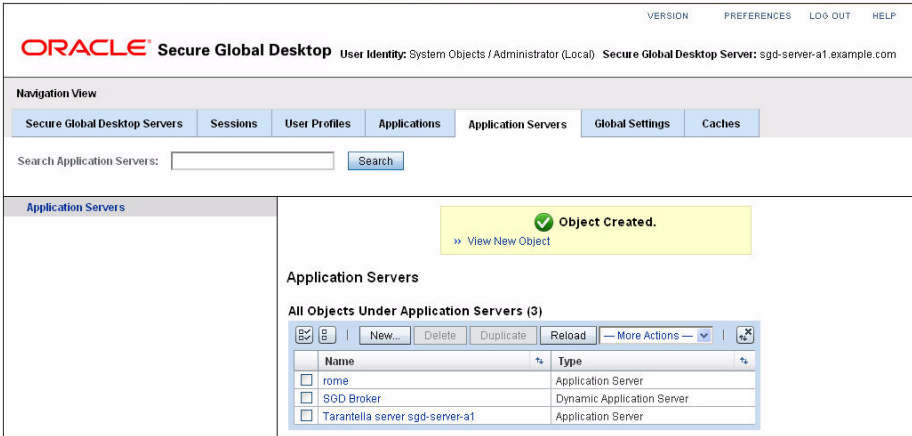 VERSION PREFERENCES LOG OUT HELP
ORACLE Secure Global Desktop User Identity: System Objects / Administrator (Local) Secure Global Desktop Server: sgd-server-a1.example.com
Navigation View
Secure Global Desktop Servers Sessions User Profiles Applications Application Servers Global Settings Caches
Search Application Servers: Search
Application Servers
Object Created.
›› View New Object
Application Servers
All Objects Under Application Servers (3)
New... Delete Duplicate Reload — More Actions —
Name Type
rome Application Server
SGD Broker Dynamic Application Server
Tarantella server sgd-server-a1 Application Server